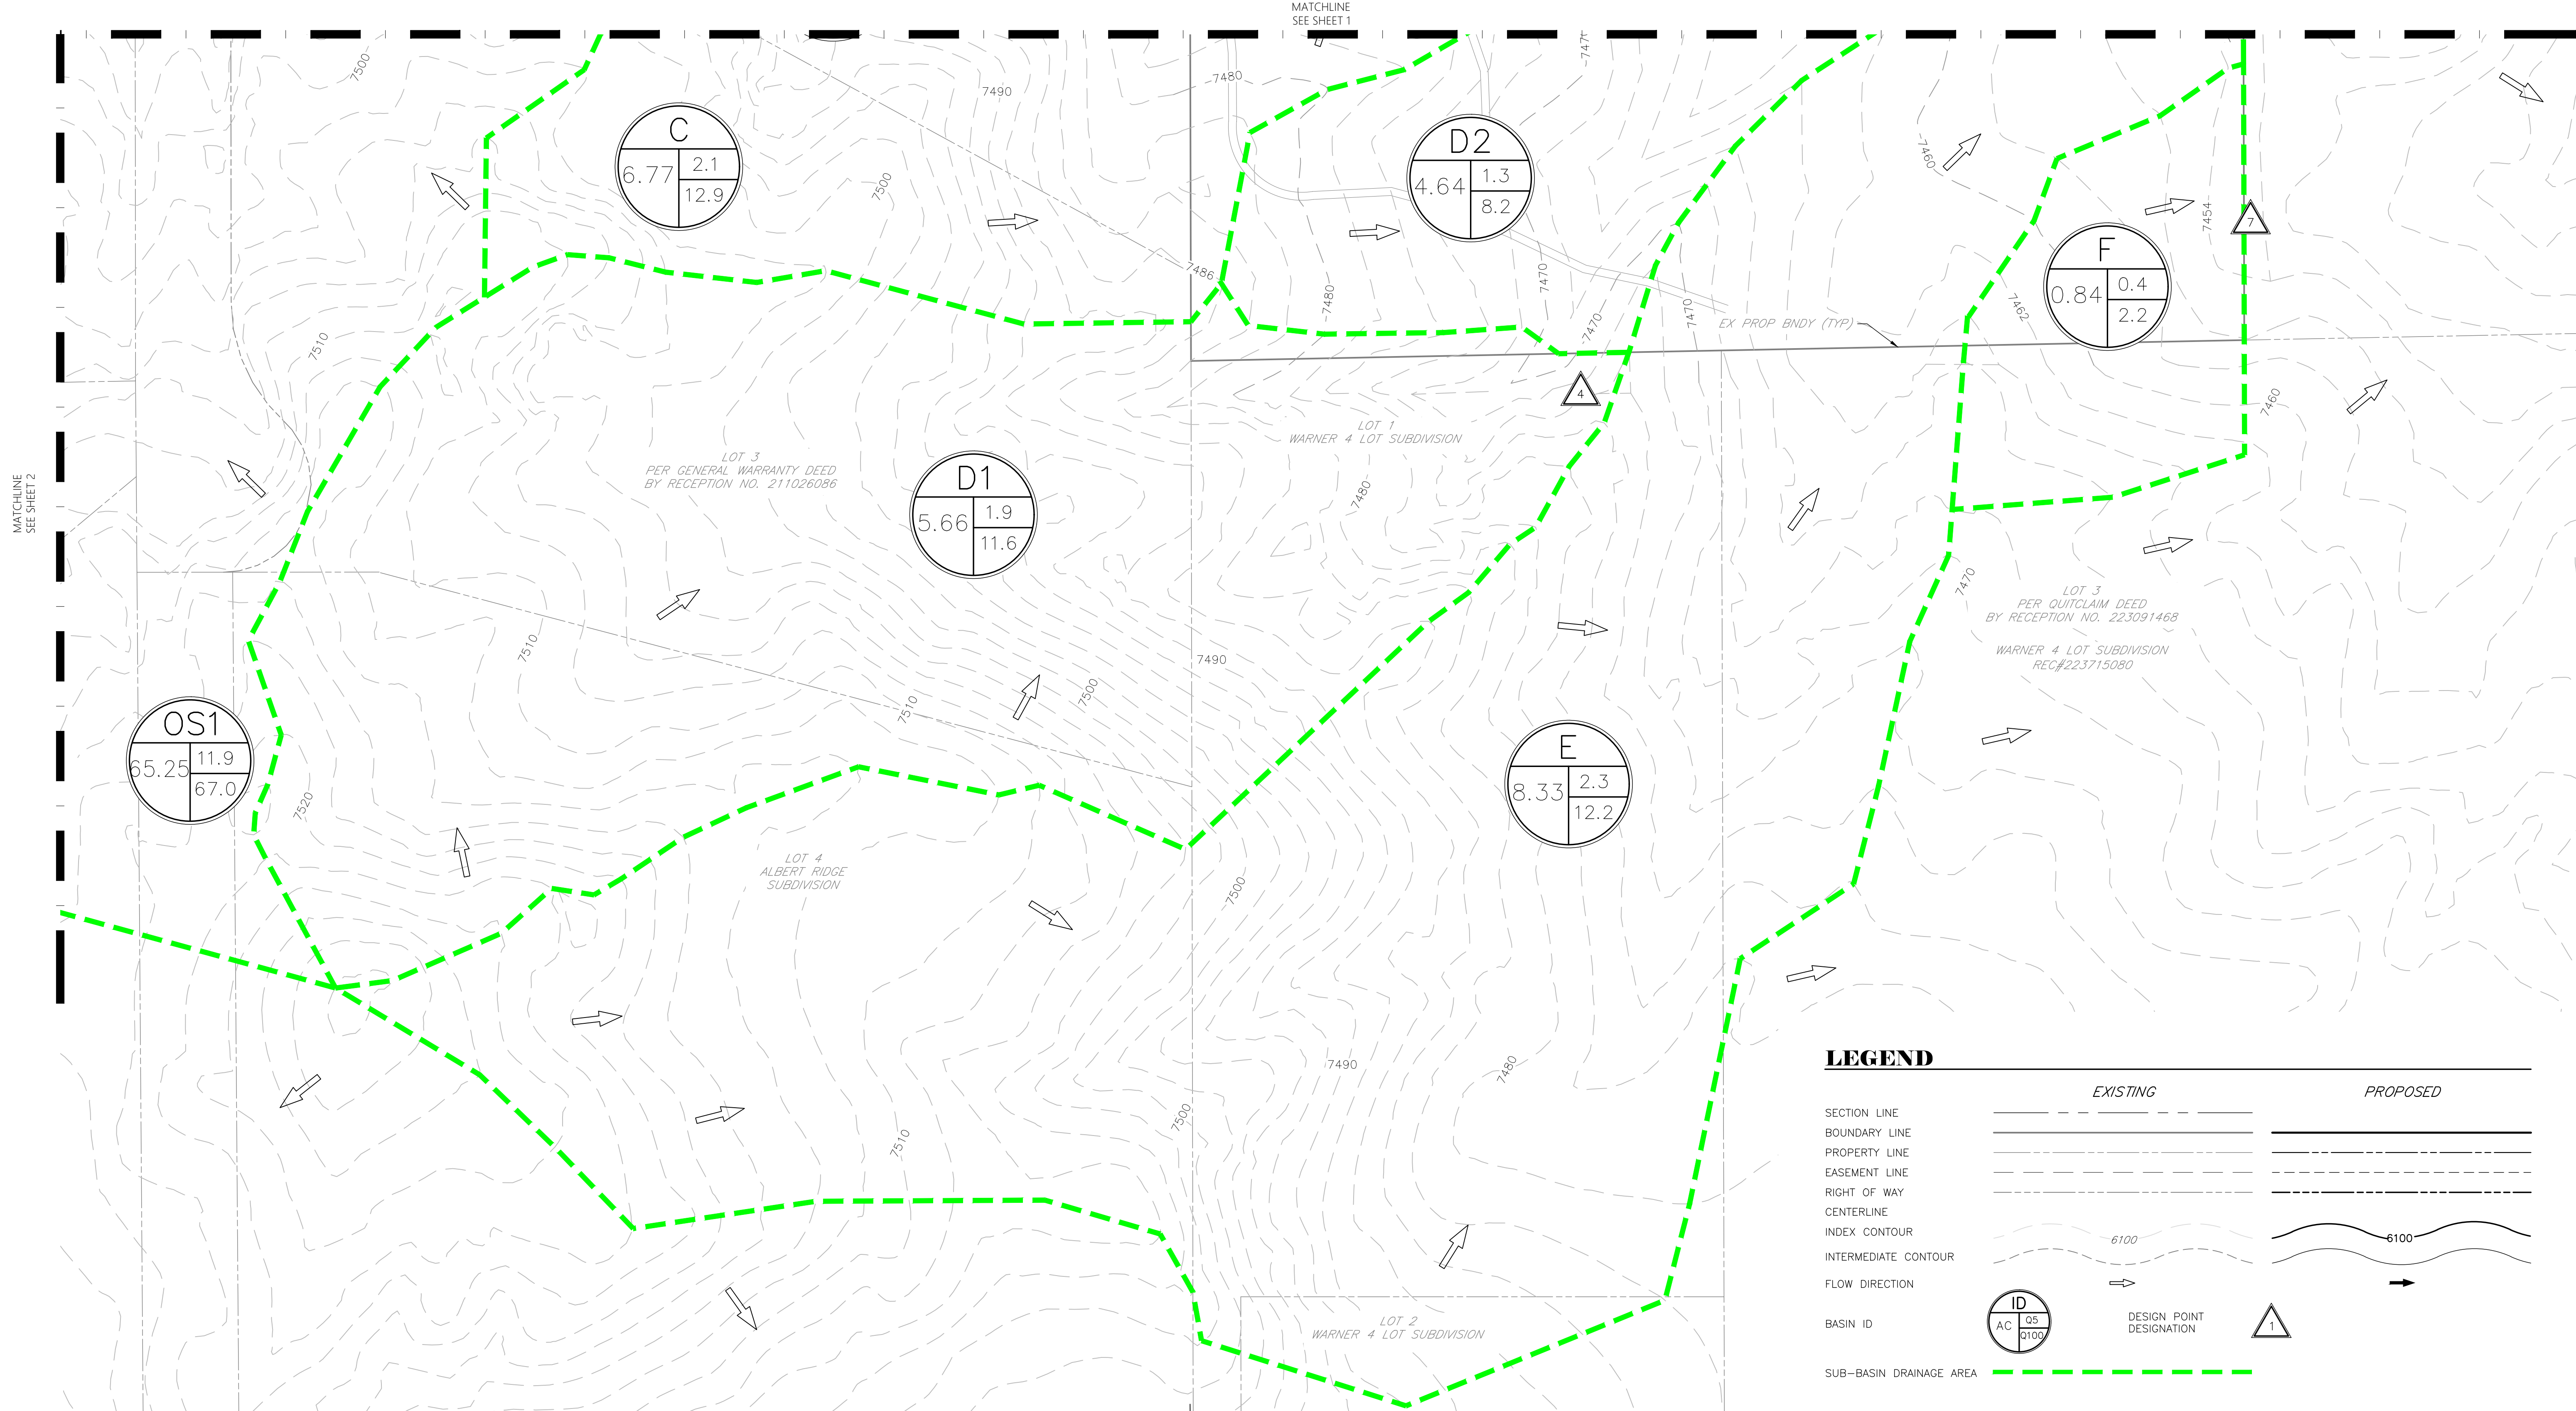 MATCHLINE
SEE SHEET 1
MATCHLINE
SEE SHEET 2
7500
7490
7480
7470
C
6.77
2.1
12.9
D2
4.64
1.3
8.2
7500
7460
7454
7
F
0.84
0.4
2.2
7486
7480
7470
7470
7470
7462
EX PROP BNDY (TYP)
7510
4
7460
LOT 1
WARNER 4 LOT SUBDIVISION
LOT 3
PER GENERAL WARRANTY DEED
BY RECEPTION NO. 211026086
D1
5.66
1.9
11.6
7480
7470
LOT 3
PER QUITCLAIM DEED
BY RECEPTION NO. 223091468
WARNER 4 LOT SUBDIVISION
REC#223715080
7510
7490
7500
7510
OS1
65.25
11.9
67.0
E
8.33
2.3
12.2
7520
LOT 4
ALBERT RIDGE
SUBDIVISION
7500
7490
7480
7500
7510
LOT 2
WARNER 4 LOT SUBDIVISION
LEGEND
EXISTING
PROPOSED
SECTION LINE
BOUNDARY LINE
PROPERTY LINE
EASEMENT LINE
RIGHT OF WAY
CENTERLINE
INDEX CONTOUR
6100
6100
INTERMEDIATE CONTOUR
FLOW DIRECTION
BASIN ID
ID
AC
Q5
Q100
DESIGN POINT
DESIGNATION
1
SUB-BASIN DRAINAGE AREA